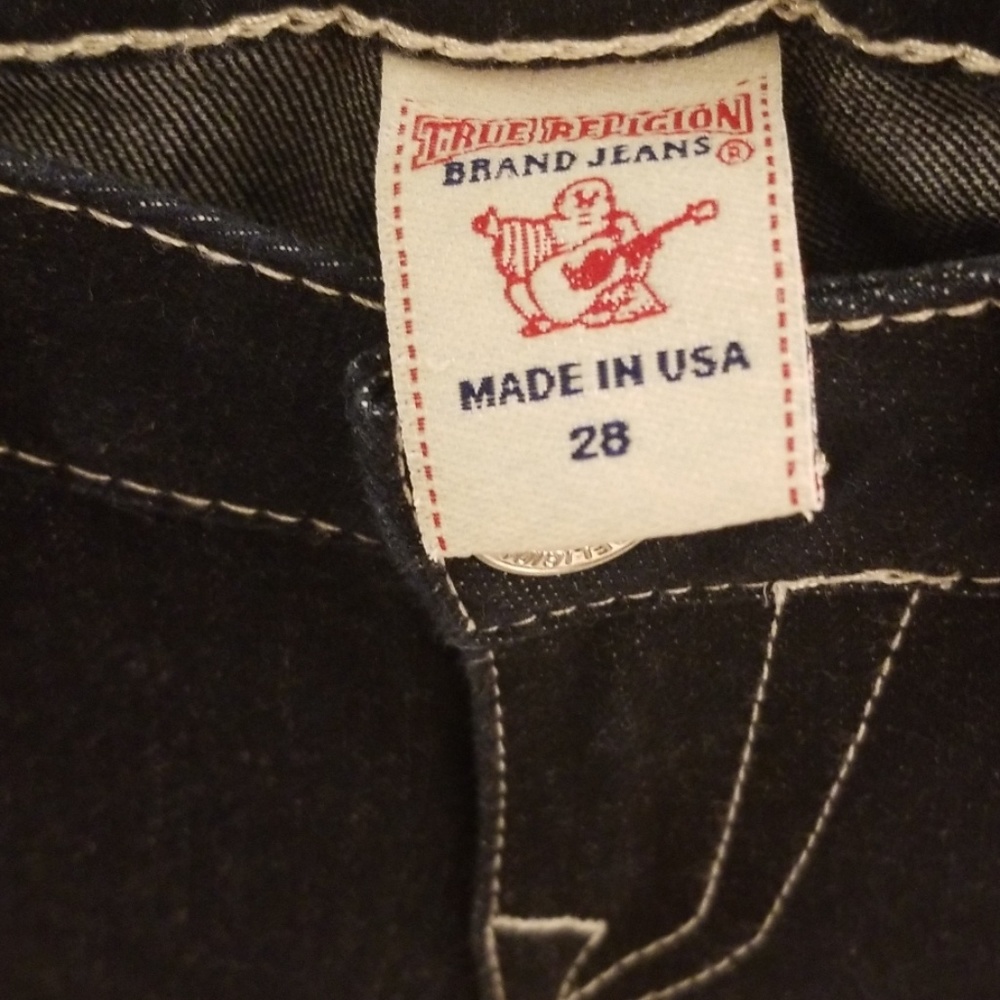 TRUE RELIGION
BRAND JEANS®
MADE IN USA
28